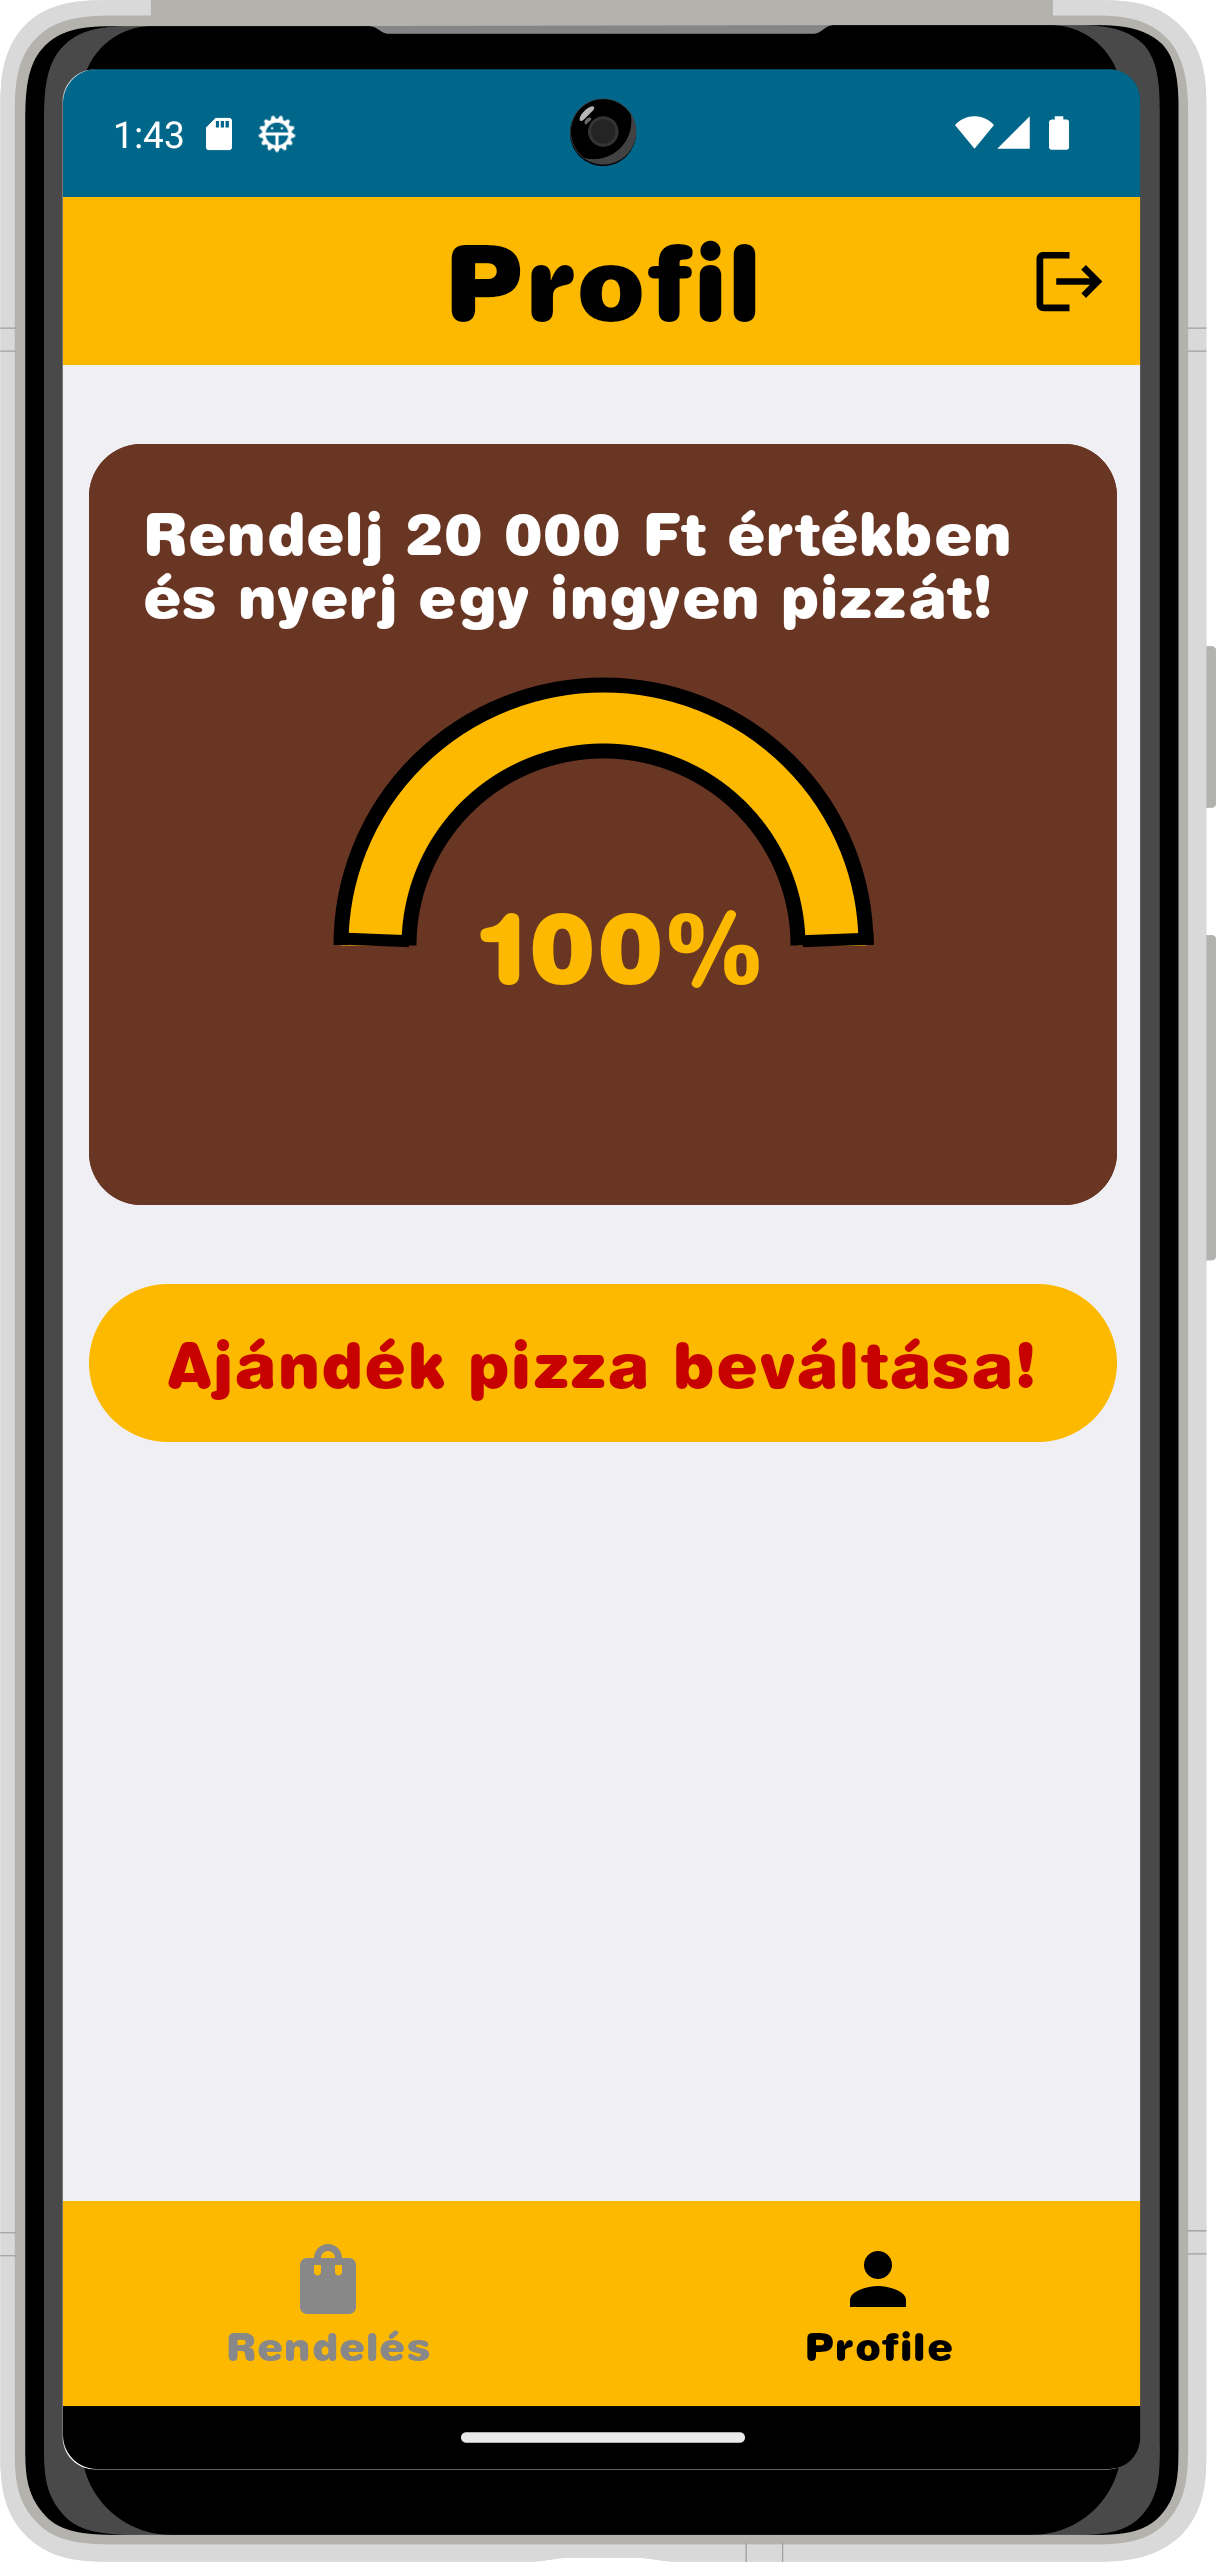 1:43
Profil
Rendelj 20 000 Ft értékben
és nyerj egy ingyen pizzát!
100%
Ajándék pizza beváltása!
Rendelés
Profile